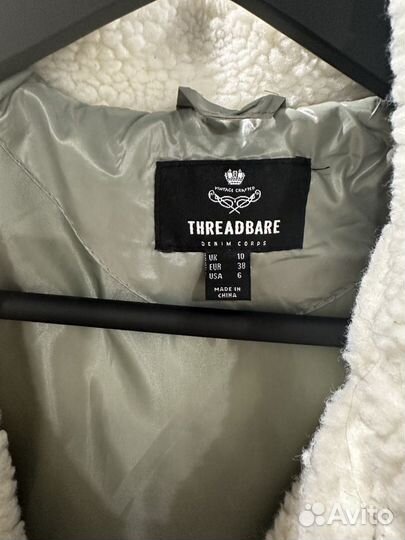 VINTAGE CRAFTED
THREADBARE
DENIM CORPS
UK 10
EUR 38
USA 6
MADE IN
CHINA
Avito